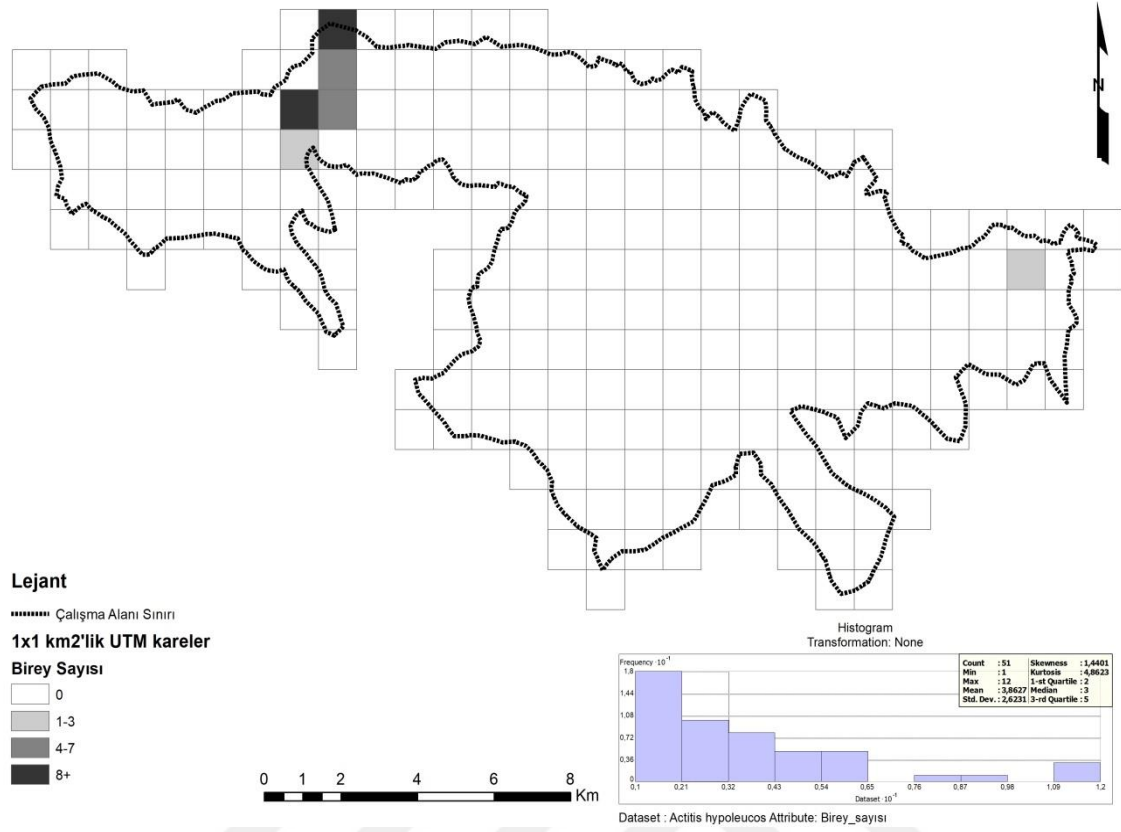 N
Lejant
Çalışma Alanı Sınırı
1x1 km2'lik UTM kareler
Birey Sayısı
0
1-3
4-7
8+
0 1 2 4 6 8
Km
Histogram
Transformation: None
Frequency · 10⁻¹
1,8
1,44
1,08
0,72
0,36
0
0,1 0,21 0,32 0,43 0,54 0,65 0,76 0,87 0,98 1,09 1,2
Dataset · 10⁻¹
Count : 51 Skewness : 1,4401
Min : 1 Kurtosis : 4,8623
Max : 12 1-st Quartile : 2
Mean : 3,8627 Median : 3
Std. Dev. : 2,6231 3-rd Quartile : 5
Dataset : Actitis hypoleucos Attribute: Birey_sayısı